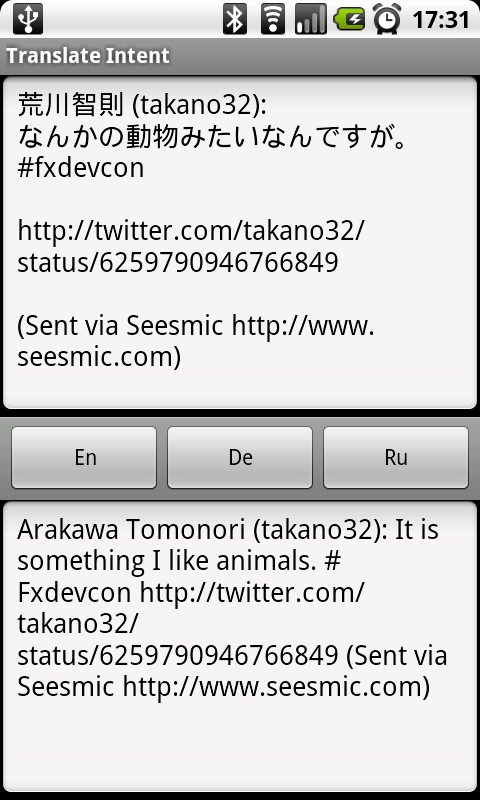 17:31
Translate Intent
荒川智則 (takano32):
なんかの動物みたいなんですが。
#fxdevcon
http://twitter.com/takano32/
status/6259790946766849
(Sent via Seesmic http://www.
seesmic.com)
En De Ru
Arakawa Tomonori (takano32): It is
something I like animals. #
Fxdevcon http://twitter.com/
takano32/
status/6259790946766849 (Sent via
Seesmic http://www.seesmic.com)